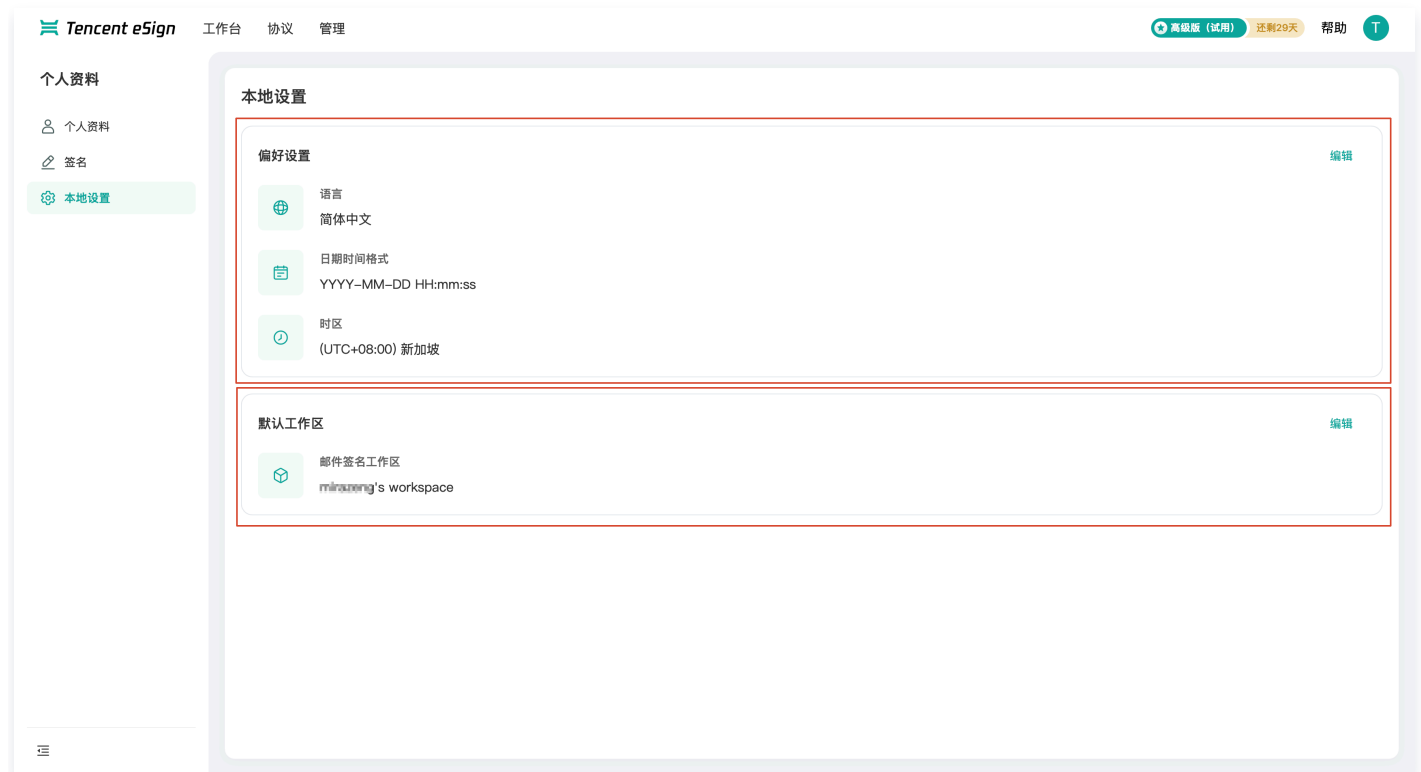 Tencent eSign 工作台 协议 管理 高级版（试用） 还剩29天 帮助 T
个人资料
个人资料
签名
本地设置
本地设置
偏好设置 编辑
语言
简体中文
日期时间格式
YYYY-MM-DD HH:mm:ss
时区
(UTC+08:00) 新加坡
默认工作区 编辑
邮件签名工作区
's workspace